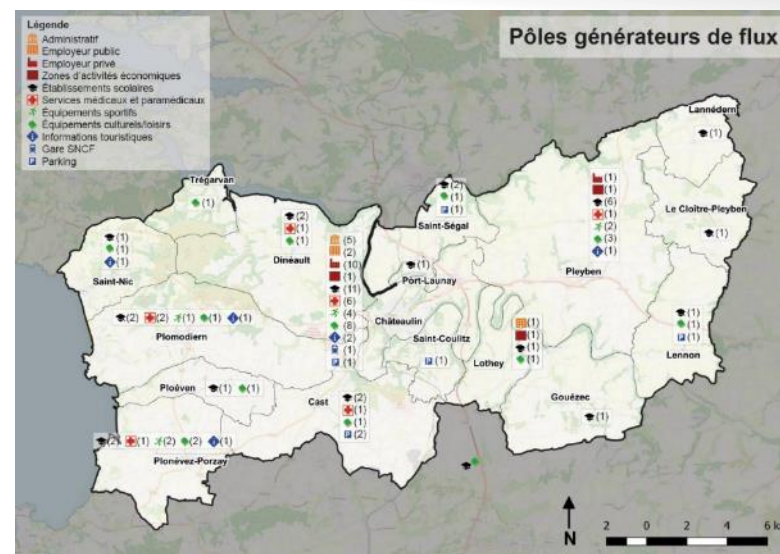 Pôles générateurs de flux
Légende
Administratif
Employeur public
Employeur privé
Zones d'activités économiques
Établissements scolaires
Services médicaux et paramédicaux
Équipements sportifs
Équipements culturels/loisirs
Informations touristiques
Gare SNCF
Parking
Lannédern
(1)
Trégarvan
(1)
(2)
(1)
(1)
Saint-Ségal
(1)
(1)
(6)
(1)
(2)
(3)
(1)
Pleyben
Le Cloître-Pleyben
(1)
(2)
(1)
(1)
Dinéault
(1)
(1)
(1)
Saint-Nic
(5)
(2)
(10)
(1)
(11)
(6)
(4)
(8)
(2)
(1)
(1)
Châteaulin
(1)
Port-Launay
Saint-Coulitz
(1)
(1)
(1)
(1)
(1)
Lothey
(1)
(1)
(1)
Lennon
(2) (2) (1) (1) (1)
Plomodiern
Ploéven
(1) (1)
Cast
(2)
(1)
(1)
(2)
Gouézec
(1)
(2) (1) (2) (2) (1)
Plonévez-Porzay
N
2 0 2 4 6 k